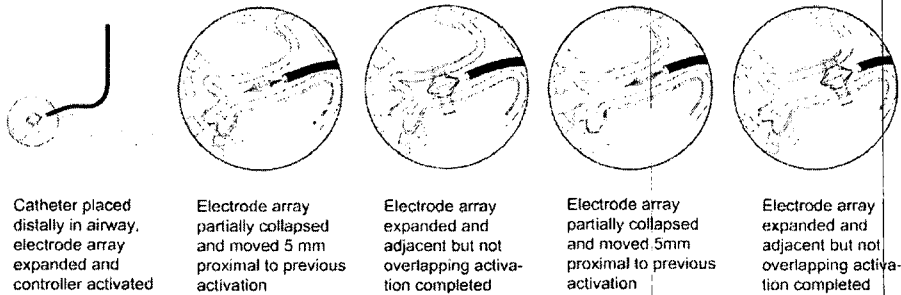 Catheter placed
distally in airway,
electrode array
expanded and
controller activated
Electrode array
partially collapsed
and moved 5 mm
proximal to previous
activation
Electrode array
expanded and
adjacent but not
overlapping activa-
tion completed
Electrode array
partially collapsed
and moved 5mm
proximal to previous
activation
Electrode array
expanded and
adjacent but not
overlapping activa-
tion completed